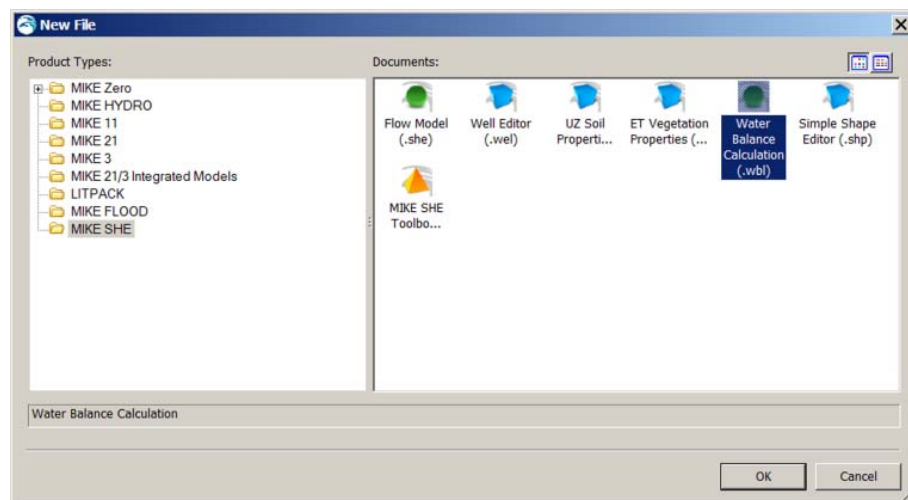 New File
Product Types:
MIKE Zero
MIKE HYDRO
MIKE 11
MIKE 21
MIKE 3
MIKE 21/3 Integrated Models
LITPACK
MIKE FLOOD
MIKE SHE
Documents:
Flow Model
(.she)
Well Editor
(.wel)
UZ Soil
Properti...
ET Vegetation
Properties (...
Water
Balance
Calculation
(.wbl)
Simple Shape
Editor (.shp)
MIKE SHE
Toolbo...
Water Balance Calculation
OK
Cancel